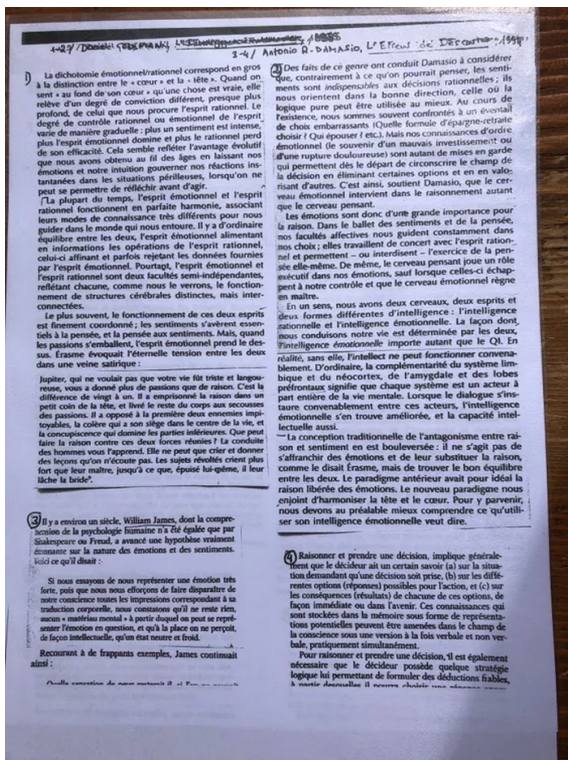 3-4/ Antonio R. DAMASIO, L'Erreur de Descartes, 1994
1)
La dichotomie émotionnel/rationnel correspond en gros
à la distinction entre le « cœur » et la « tête ». Quand on
sent « au fond de son cœur » qu'une chose est vraie, elle
relève d'un degré de conviction différent, presque plus
profond, de celui que nous procure l'esprit rationnel. Le
degré de contrôle rationnel ou émotionnel de l'esprit
varie de manière graduelle : plus un sentiment est intense,
plus l'esprit émotionnel domine et plus le rationnel perd
de son efficacité. Cela semble refléter l'avantage évolutif
que nous avons obtenu au fil des âges en laissant nos
émotions et notre intuition gouverner nos réactions ins-
tantanées dans les situations périlleuses, lorsqu'on ne
peut se permettre de réfléchir avant d'agir.
La plupart du temps, l'esprit émotionnel et l'esprit
rationnel fonctionnent en parfaite harmonie, associant
leurs modes de connaissance très différents pour nous
guider dans le monde qui nous entoure. Il y a d'ordinaire
équilibre entre les deux, l'esprit émotionnel alimentant
en informations les opérations de l'esprit rationnel,
celui-ci affinant et parfois rejetant les données fournies
par l'esprit émotionnel. Pourtant, l'esprit émotionnel et
l'esprit rationnel sont deux facultés semi-indépendantes,
reflétant chacune, comme nous le verrons, le fonction-
nement de structures cérébrales distinctes, mais inter-
connectées.
Le plus souvent, le fonctionnement de ces deux esprits
est finement coordonné ; les sentiments s'avèrent essen-
tiels à la pensée, et la pensée aux sentiments. Mais, quand
les passions s'emballent, l'esprit émotionnel prend le des-
sus. Érasme évoquait l'éternelle tension entre les deux
dans une veine satirique :
Jupiter, qui ne voulait pas que votre vie fût triste et langou-
reuse, vous a donné plus de passions que de raison. C'est la
différence de vingt à un. Il a emprisonné la raison dans un
petit coin de la tête, et livré le reste du corps aux secousses
des passions. Il a opposé à la première deux ennemies impi-
toyables, la colère qui a son siège dans le centre de la vie, et
la concupiscence qui domine les parties inférieures. Que peut
faire la raison contre ces deux forces réunies ? La conduite
des hommes vous l'apprend. Elle ne peut que crier et donner
des leçons qu'on n'écoute pas. Les sujets révoltés crient plus
fort que leur maître, jusqu'à ce que, épuisé lui-même, il leur
lâche la bride.
2) Des faits de ce genre ont conduit Damasio à considérer
que, contrairement à ce qu'on pourrait penser, les senti-
ments sont indispensables aux décisions rationnelles ; ils
nous orientent dans la bonne direction, celle où la
logique pure peut être utilisée au mieux. Au cours de
l'existence, nous sommes souvent confrontés à un éventail
de choix embarrassants (Quelle formule d'épargne-retraite
choisir ? Qui épouser ? etc.). Mais nos connaissances d'ordre
émotionnel (le souvenir d'un mauvais investissement ou
d'une rupture douloureuse) sont autant de mises en garde
qui permettent dès le départ de circonscrire le champ de
la décision en éliminant certaines options et en en valo-
risant d'autres. C'est ainsi, soutient Damasio, que le cer-
veau émotionnel intervient dans le raisonnement autant
que le cerveau pensant.
Les émotions sont donc d'une grande importance pour
la raison. Dans le ballet des sentiments et de la pensée,
nos facultés affectives nous guident constamment dans
nos choix ; elles travaillent de concert avec l'esprit ration-
nel et permettent – ou interdisent – l'exercice de la pen-
sée elle-même. De même, le cerveau pensant joue un rôle
exécutif dans nos émotions, sauf lorsque celles-ci échap-
pent à notre contrôle et que le cerveau émotionnel règne
en maître.
En un sens, nous avons deux cerveaux, deux esprits et
deux formes différentes d'intelligence : l'intelligence
rationnelle et l'intelligence émotionnelle. La façon dont
nous conduisons notre vie est déterminée par les deux,
l'intelligence émotionnelle importe autant que le QI. En
réalité, sans elle, l'intellect ne peut fonctionner convena-
blement. D'ordinaire, la complémentarité du système lim-
bique et du néocortex, de l'amygdale et des lobes
préfrontaux signifie que chaque système est un acteur à
part entière de la vie mentale. Lorsque le dialogue s'ins-
taure convenablement entre ces acteurs, l'intelligence
émotionnelle s'en trouve améliorée, et la capacité intel-
lectuelle aussi.
La conception traditionnelle de l'antagonisme entre rai-
son et sentiment en est bouleversée : il ne s'agit pas de
s'affranchir des émotions et de leur substituer la raison,
comme le disait Érasme, mais de trouver le bon équilibre
entre les deux. Le paradigme antérieur avait pour idéal la
raison libérée des émotions. Le nouveau paradigme nous
enjoint d'harmoniser la tête et le cœur. Pour y parvenir,
nous devons au préalable mieux comprendre ce qu'utili-
ser son intelligence émotionnelle veut dire.
3) Il y a environ un siècle, William James, dont la compré-
hension de la psychologie humaine n'a été égalée que par
Shakespeare ou Freud, a avancé une hypothèse vraiment
étonnante sur la nature des émotions et des sentiments.
Voici ce qu'il disait :
Si nous essayons de nous représenter une émotion très
forte, puis que nous nous efforçons de faire disparaître de
notre conscience toutes les impressions correspondant à sa
traduction corporelle, nous constatons qu'il ne reste rien,
aucun « matériau mental » à partir duquel on peut se repré-
senter l'émotion en question, et qu'à la place on ne perçoit,
de façon intellectuelle, qu'un état neutre et froid.
Recourant à de frappants exemples, James continuait
ainsi :
4) Raisonner et prendre une décision, implique générale-
ment que le décideur ait un certain savoir (a) sur la situa-
tion demandant qu'une décision soit prise, (b) sur les diffé-
rentes options (réponses) possibles pour l'action, et (c) sur
les conséquences (résultats) de chacune de ces options, de
façon immédiate ou dans l'avenir. Ces connaissances qui
sont stockées dans la mémoire sous forme de représenta-
tions potentielles peuvent être amenées dans le champ de
la conscience sous une version à la fois verbale et non ver-
bale, pratiquement simultanément.
Pour raisonner et prendre une décision, il est également
nécessaire que le décideur possède quelque stratégie
logique lui permettant de formuler des déductions fiables,